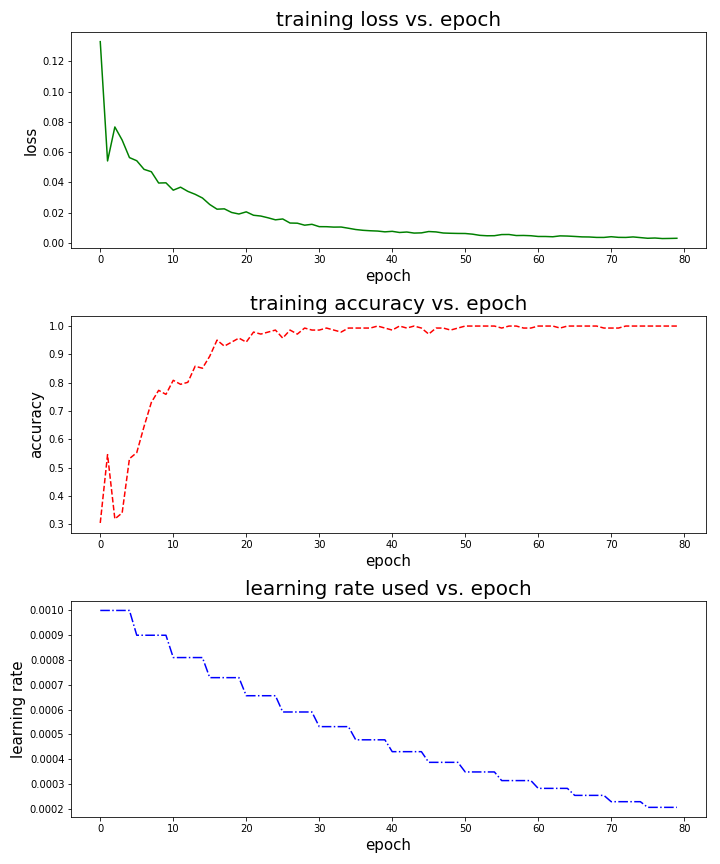 training loss vs. epoch
0.12
0.10
0.08
0.06
0.04
0.02
0.00
loss
0 10 20 30 40 50 60 70 80
epoch
training accuracy vs. epoch
1.0
0.9
0.8
0.7
0.6
0.5
0.4
0.3
accuracy
0 10 20 30 40 50 60 70 80
epoch
learning rate used vs. epoch
0.0010
0.0009
0.0008
0.0007
0.0006
0.0005
0.0004
0.0003
0.0002
learning rate
0 10 20 30 40 50 60 70 80
epoch